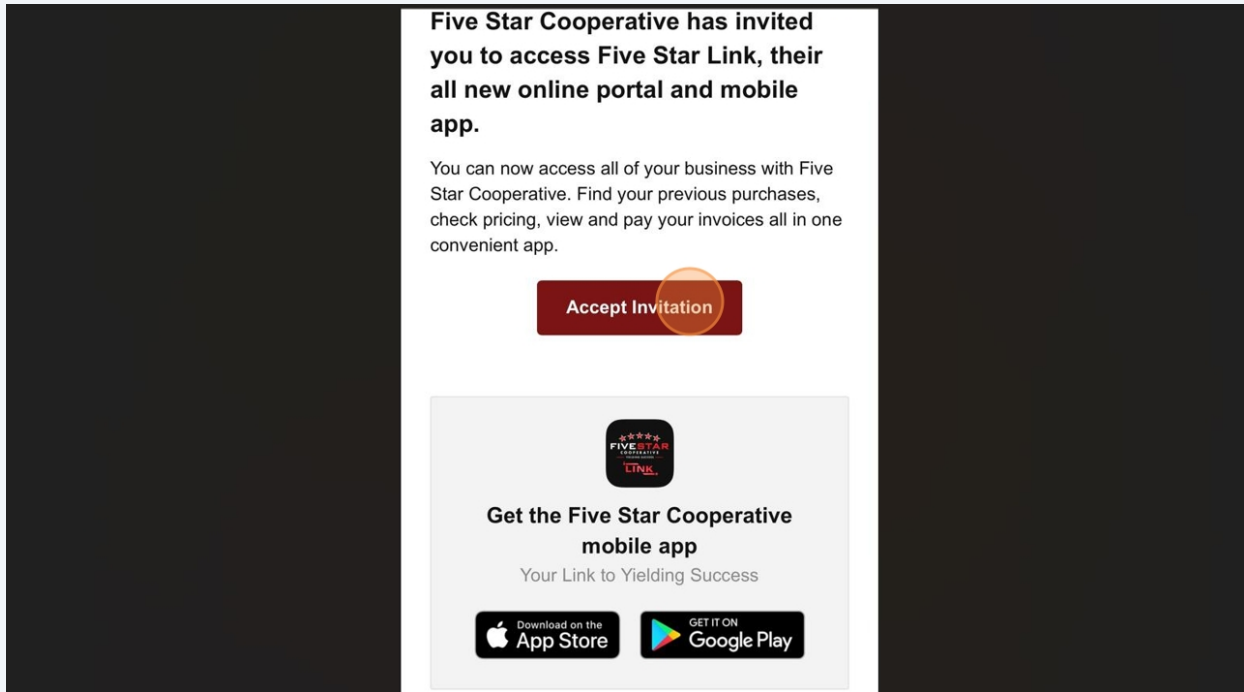 Five Star Cooperative has invited
you to access Five Star Link, their
all new online portal and mobile
app.
You can now access all of your business with Five
Star Cooperative. Find your previous purchases,
check pricing, view and pay your invoices all in one
convenient app.
Accept Invitation
FIVE STAR
COOPERATIVE
LINK
Get the Five Star Cooperative
mobile app
Your Link to Yielding Success
Download on the
App Store
GET IT ON
Google Play